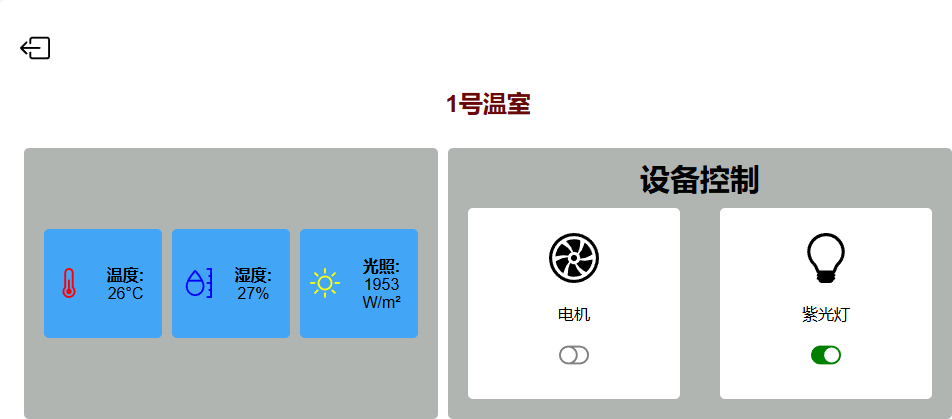 1号温室
温度:
26°C
湿度:
27%
光照:
1953
W/m²
设备控制
电机
紫光灯